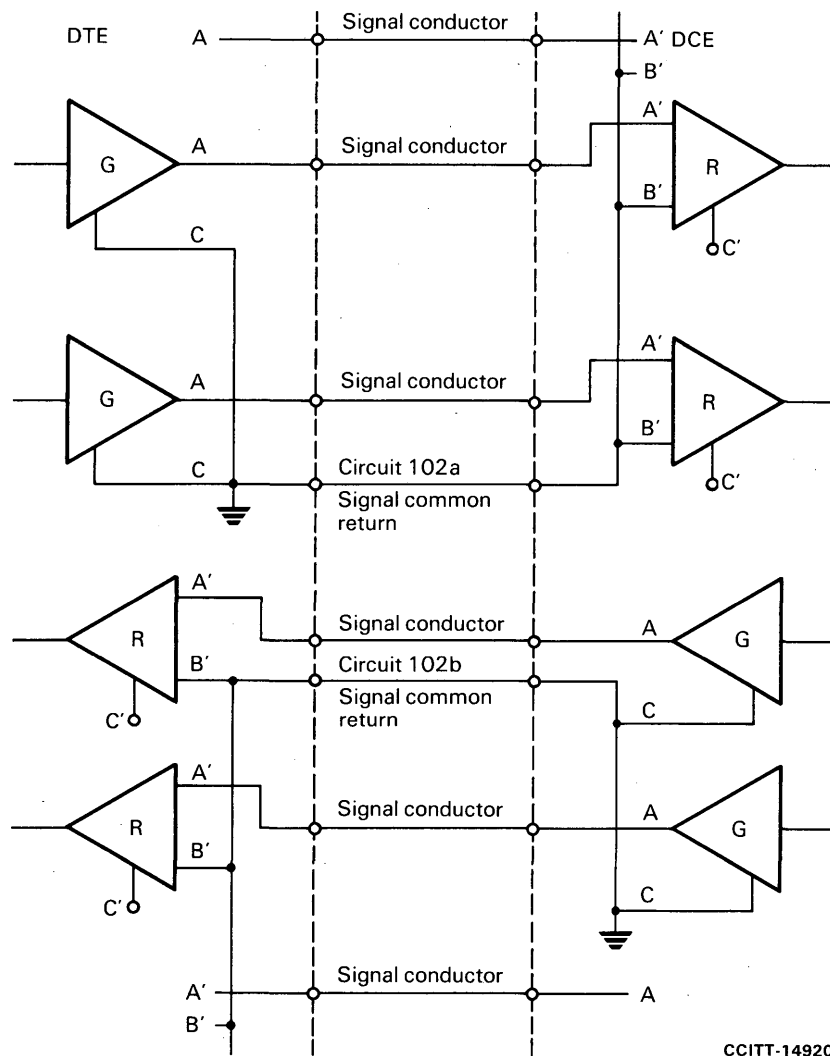 Signal conductor
DTE A A' DCE
B'
A'
A Signal conductor
G R
B'
C
C'
A'
A Signal conductor
G R
B'
C Circuit 102a
C'
Signal common
return
A'
Signal conductor A
R G
B' Circuit 102b
Signal common
C' return C
A'
Signal conductor A
R G
B'
C' C
Signal conductor
A' A
B'
CCITT-14920